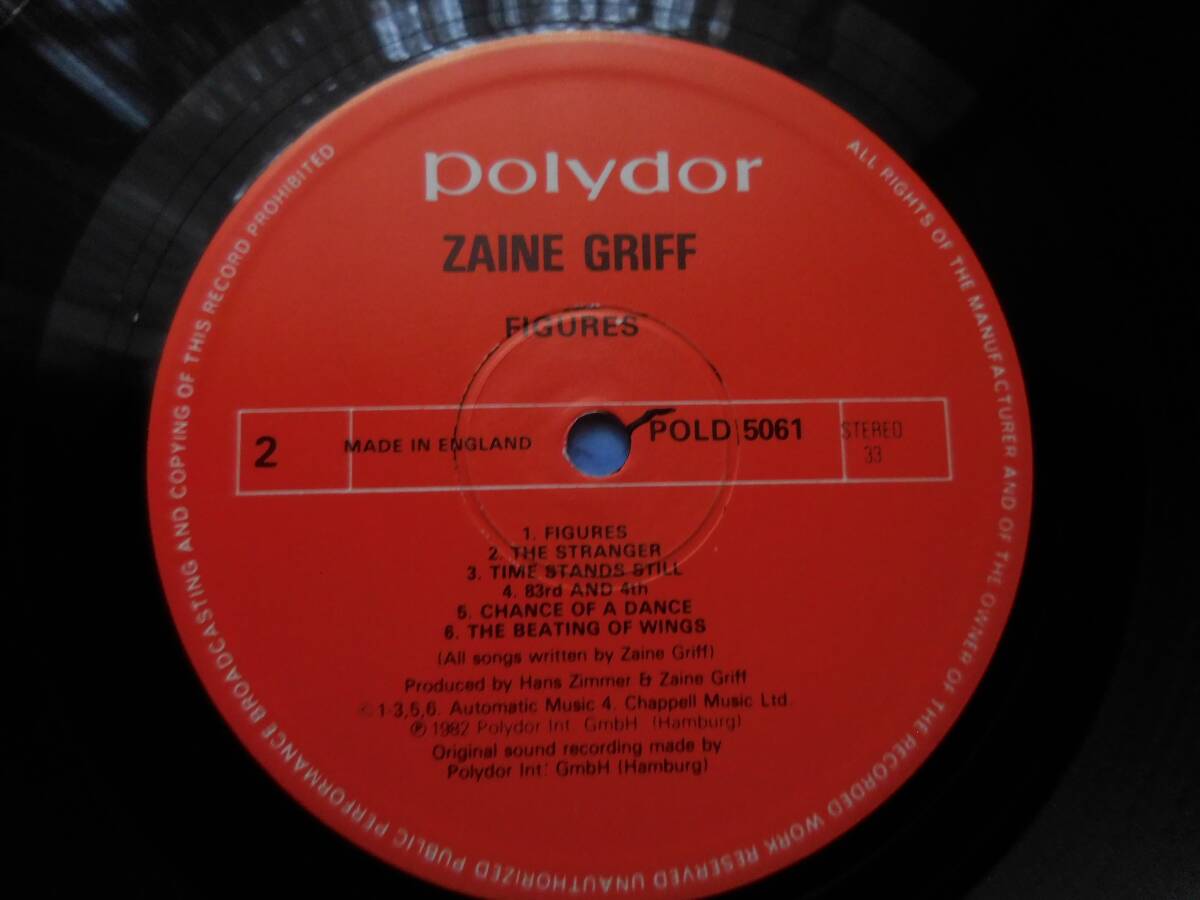 polydor
ZAINE GRIFF
FIGURES
2
MADE IN ENGLAND
POLD 5061
STEREO
33
1. FIGURES
2. THE STRANGER
3. TIME STANDS STILL
4. 83rd AND 4th
5. CHANCE OF A DANCE
6. THE BEATING OF WINGS
(All songs written by Zaine Griff)
Produced by Hans Zimmer & Zaine Griff
© 1-3,5,6. Automatic Music 4. Chappell Music Ltd.
℗ 1982 Polydor Int. GmbH (Hamburg)
Original sound recording made by
Polydor Int. GmbH (Hamburg)
ALL RIGHTS OF THE MANUFACTURER AND OF THE OWNER OF THE RECORDED WORK RESERVED UNAUTHORIZED PUBLIC PERFORMANCE BROADCASTING AND COPYING OF THIS RECORD PROHIBITED